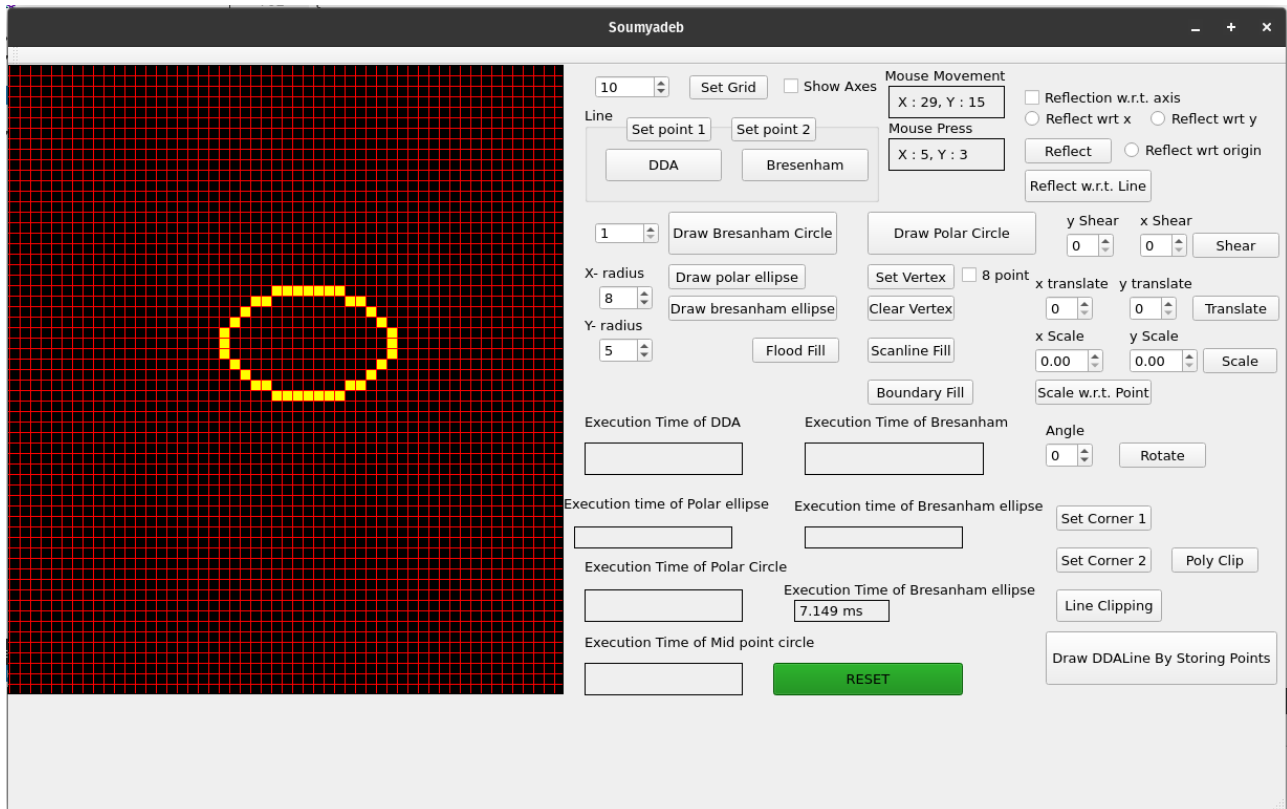 Soumyadeb
10 Set Grid Show Axes
Mouse Movement
X : 29, Y : 15
Mouse Press
X : 5, Y : 3
Reflection w.r.t. axis
Reflect wrt x Reflect wrt y
Reflect Reflect wrt origin
Reflect w.r.t. Line
Line
Set point 1 Set point 2
DDA Bresenham
1 Draw Bresanham Circle Draw Polar Circle
y Shear x Shear
0 0 Shear
X- radius
8
Y- radius
5
Draw polar ellipse
Draw bresanham ellipse
Set Vertex 8 point
Clear Vertex
Flood Fill Scanline Fill
Boundary Fill
x translate y translate
0 0 Translate
x Scale y Scale
0.00 0.00 Scale
Scale w.r.t. Point
Angle
0 Rotate
Execution Time of DDA Execution Time of Bresanham
Execution time of Polar ellipse Execution time of Bresanham ellipse
Execution Time of Polar Circle Execution Time of Bresanham ellipse
7.149 ms
Execution Time of Mid point circle
RESET
Set Corner 1
Set Corner 2 Poly Clip
Line Clipping
Draw DDALine By Storing Points